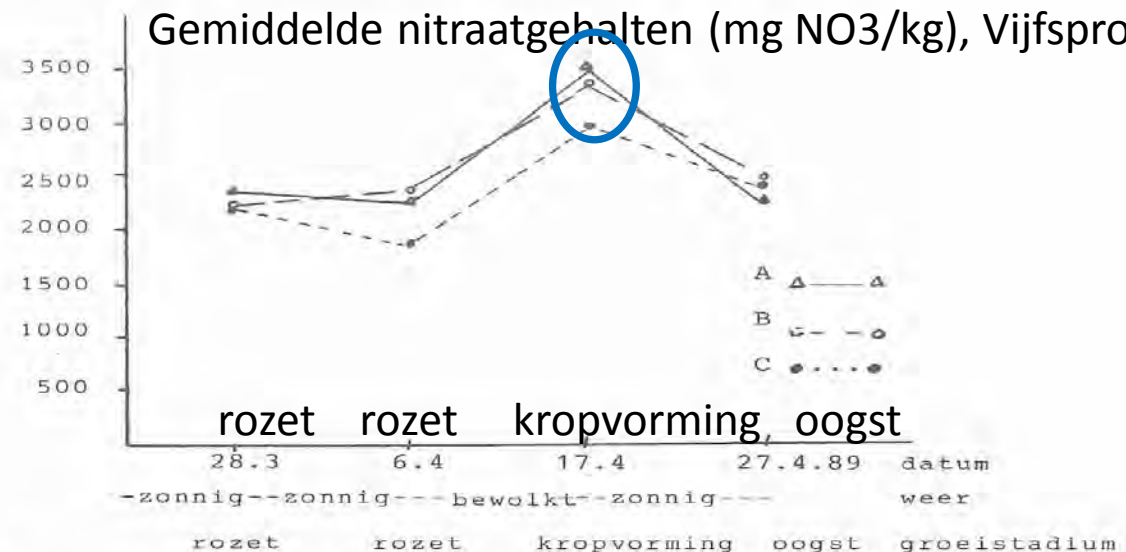 Gemiddelde nitraatgehalten (mg NO3/kg), Vijfspro
3500
3000
2500
2000
1500
1000
500
A
B
C
rozet rozet kropvorming oogst
28.3 6.4 17.4 27.4.89 datum
-zonnig--zonnig---bewolkt--zonnig--- weer
rozet rozet kropvorming oogst groeistadium